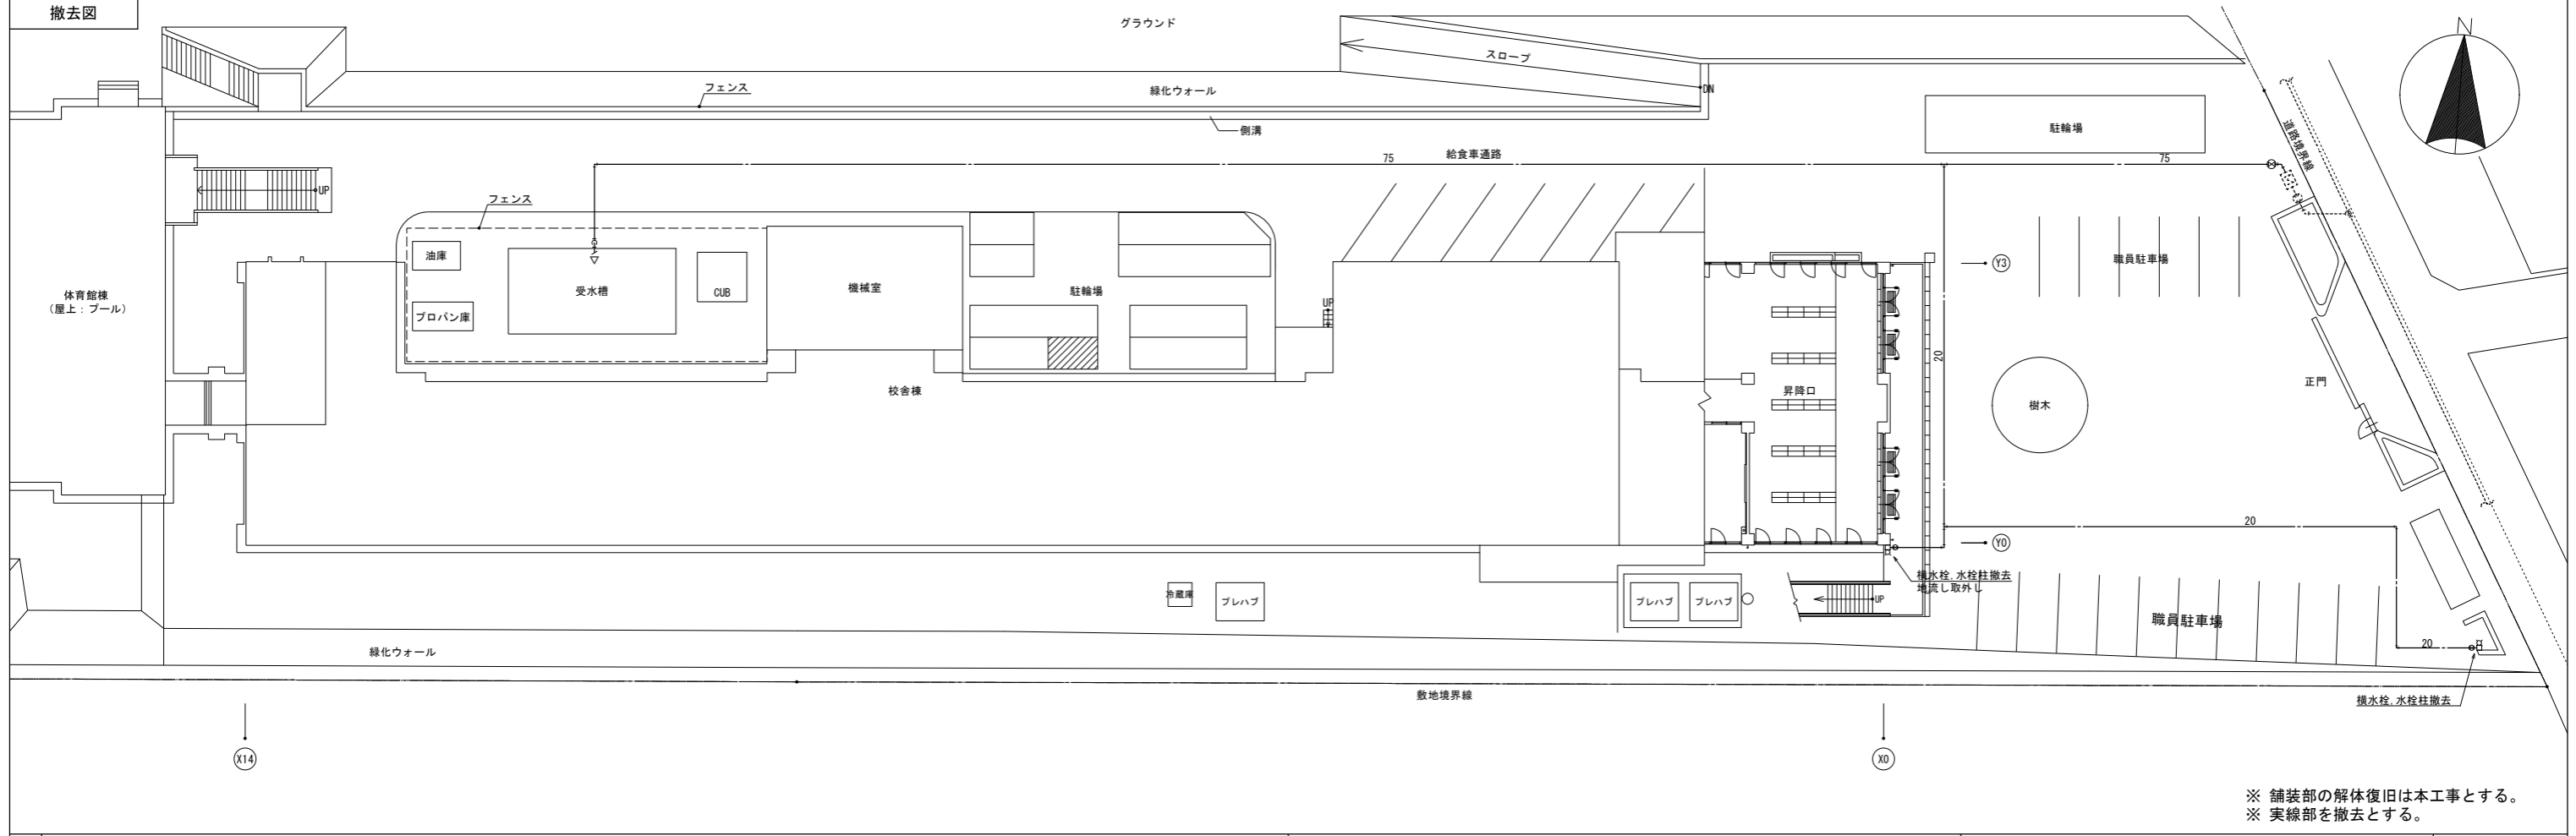 撤去図
グラウンド
N
スロープ
フェンス
緑化ウォール
DN
側溝
駐輪場
道路境界線
75
給食車通路
75
UP
フェンス
油庫
受水槽
CUB
機械室
駐輪場
プロパン庫
体育館棟
(屋上:プール)
UP
Y3
職員駐車場
20
校舎棟
昇降口
樹木
正門
20
Y0
横水栓,水栓柱撤去
地流し取外し
冷蔵庫
プレハブ
プレハブ
プレハブ
UP
職員駐車場
20
緑化ウォール
敷地境界線
横水栓,水栓柱撤去
X14
X0
※ 舗装部の解体復旧は本工事とする。
※ 実線部を撤去とする。